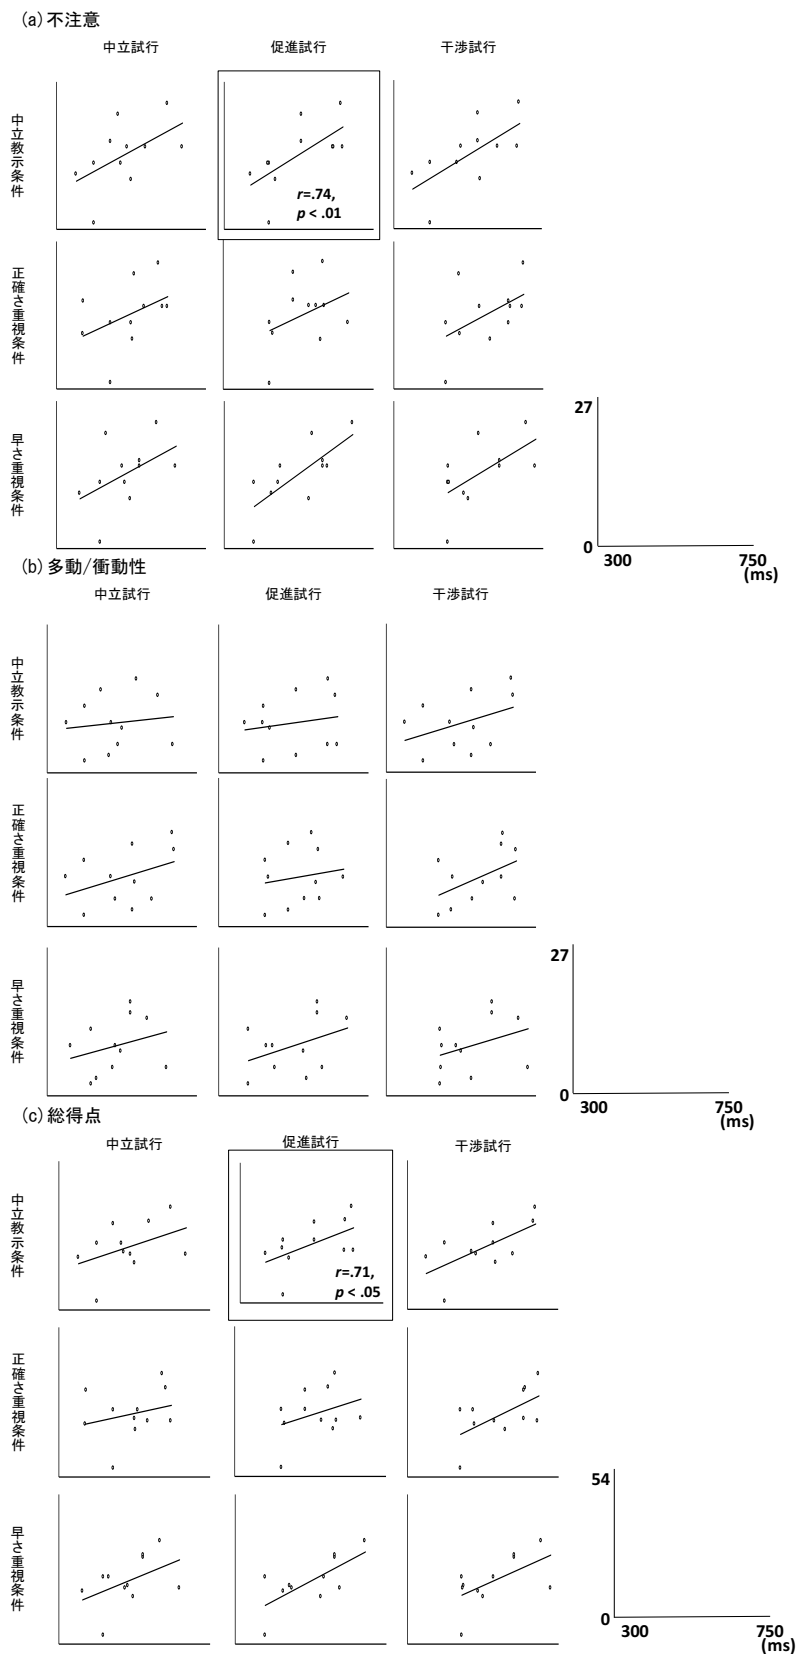 (a) 不注意
中立試行 促進試行 干渉試行
中立教示条件
r=.74,
p < .01
正確さ重視条件
早さ重視条件
27
0
300 750
(ms)
(b) 多動/衝動性
中立試行 促進試行 干渉試行
中立教示条件
正確さ重視条件
早さ重視条件
27
0
300 750
(ms)
(c) 総得点
中立試行 促進試行 干渉試行
中立教示条件
r=.71,
p < .05
正確さ重視条件
早さ重視条件
54
0
300 750
(ms)